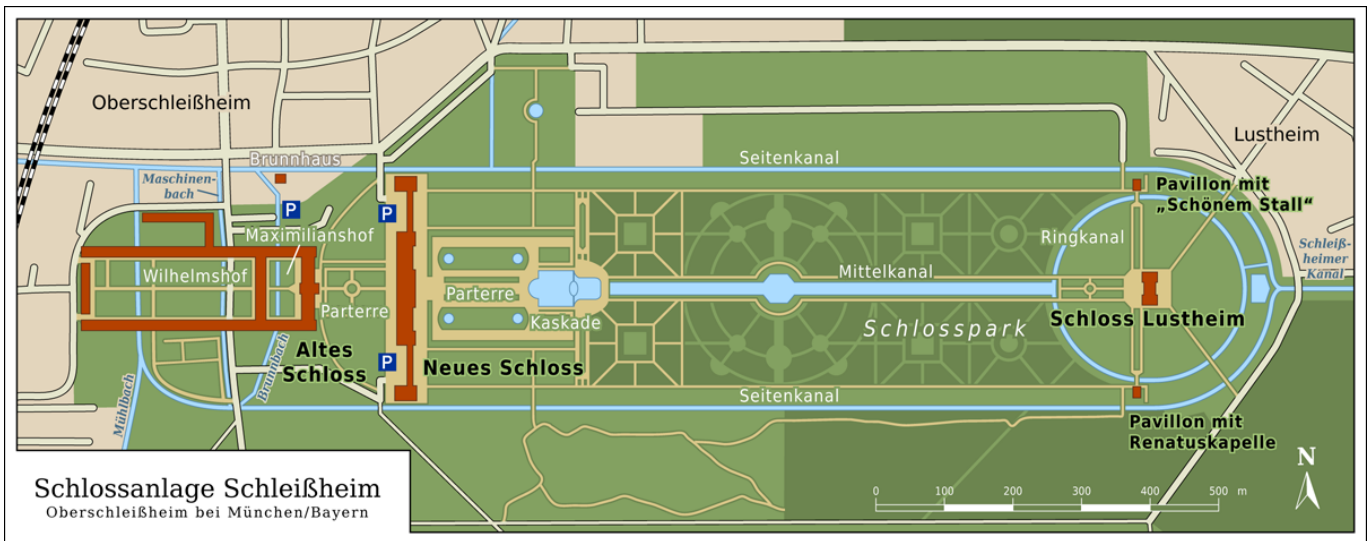 Oberschleißheim
Brunnhaus
Maschinen-
bach
P
P
Maximilianshof
Wilhelmshof
Parterre
Altes
Schloss
P
Brunnbach
Mühlbach
Neues Schloss
Parterre
Kaskade
Seitenkanal
Mittelkanal
Schlosspark
Seitenkanal
Ringkanal
Lustheim
Pavillon mit
„Schönem Stall“
Schleiß-
heimer
Kanal
Schloss Lustheim
Pavillon mit
Renatuskapelle
N
0 100 200 300 400 500 m
Schlossanlage Schleißheim
Oberschleißheim bei München/Bayern